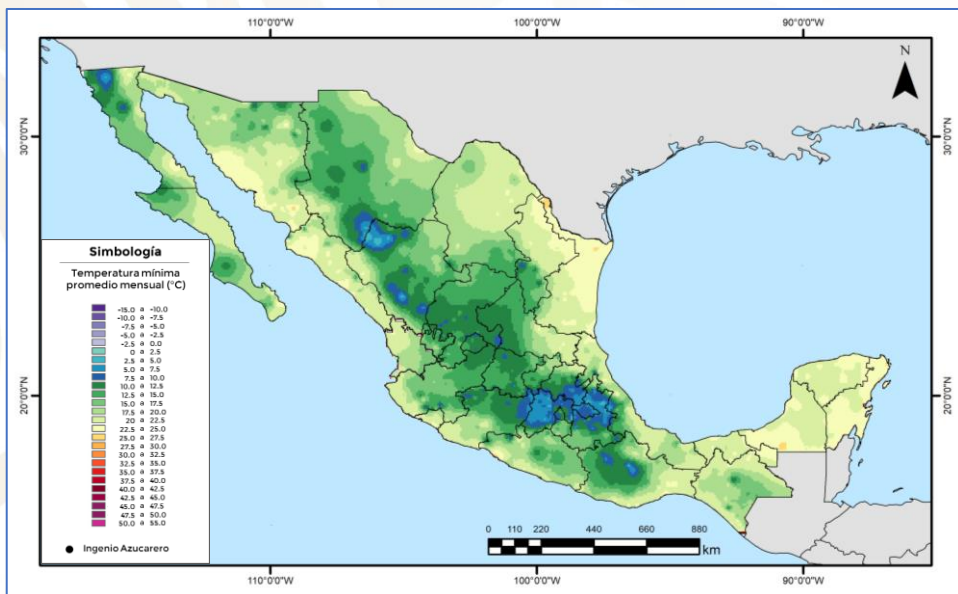 110°0'0"W 100°0'0"W 90°0'0"W
N
30°0'0"N 30°0'0"N
20°0'0"N 20°0'0"N
Simbología
Temperatura mínima
promedio mensual (°C)
-15.0 a -10.0
-10.0 a -7.5
-7.5 a -5.0
-5.0 a -2.5
-2.5 a 0.0
0 a 2.5
2.5 a 5.0
5.0 a 7.5
7.5 a 10.0
10.0 a 12.5
12.5 a 15.0
15.0 a 17.5
17.5 a 20.0
20 a 22.5
22.5 a 25.0
25.0 a 27.5
27.5 a 30.0
30.0 a 32.5
32.5 a 35.0
35.0 a 37.5
37.5 a 40.0
40.0 a 42.5
42.5 a 45.0
45.0 a 47.5
47.5 a 50.0
50.0 a 55.0
Ingenio Azucarero
0 110 220 440 660 880
km
110°0'0"W 100°0'0"W 90°0'0"W